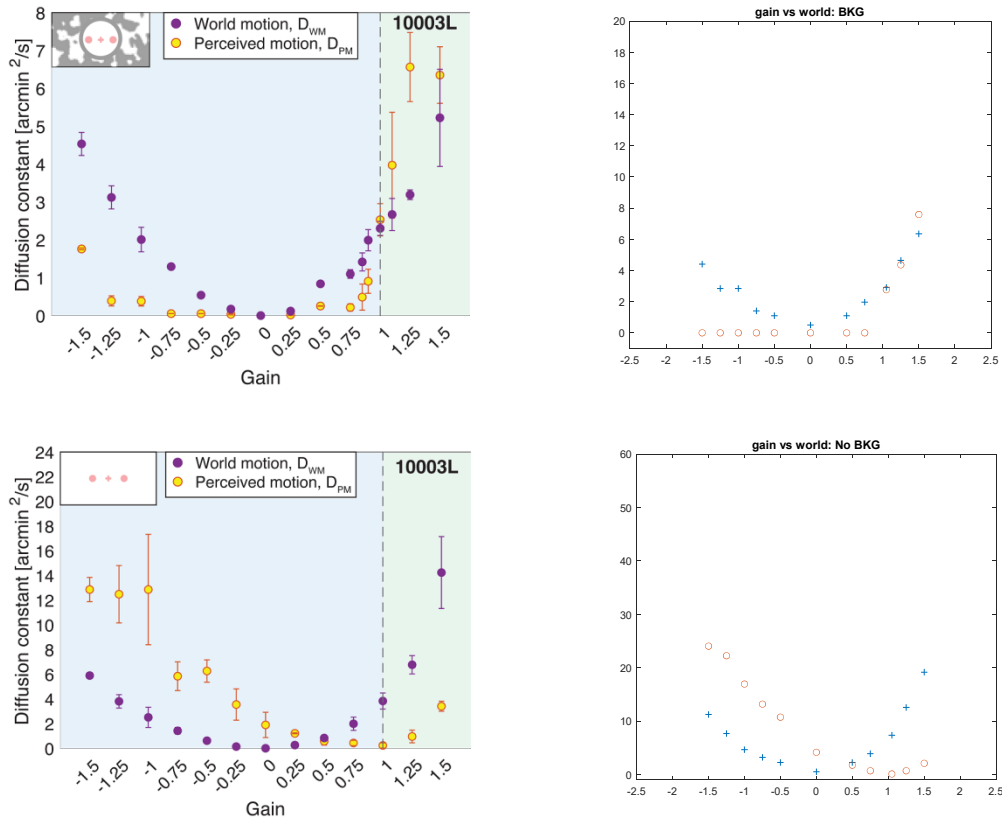 World motion, D_WM
Perceived motion, D_PM
10003L
8
7
6
5
4
3
2
1
0
Diffusion constant [arcmin ^2/s]
-1.5 -1.25 -1 -0.75 -0.5 -0.25 0 0.25 0.5 0.75 1 1.25 1.5
Gain
gain vs world: BKG
20
18
16
14
12
10
8
6
4
2
0
-2.5 -2 -1.5 -1 -0.5 0 0.5 1 1.5 2 2.5
World motion, D_WM
Perceived motion, D_PM
10003L
24
22
20
18
16
14
12
10
8
6
4
2
0
Diffusion constant [arcmin ^2/s]
-1.5 -1.25 -1 -0.75 -0.5 -0.25 0 0.25 0.5 0.75 1 1.25 1.5
Gain
gain vs world: No BKG
60
50
40
30
20
10
0
-2.5 -2 -1.5 -1 -0.5 0 0.5 1 1.5 2 2.5